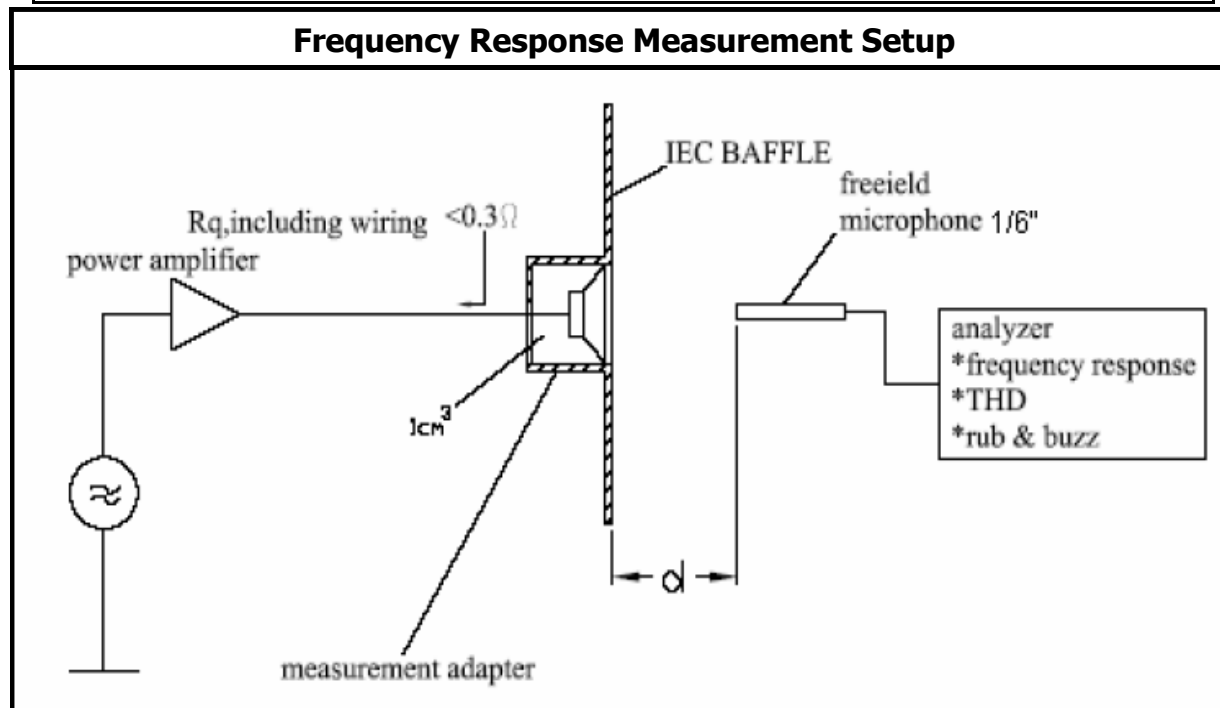 Frequency Response Measurement Setup
IEC BAFFLE
freeield
microphone 1/6"
Rq,including wiring <0.3Ω
power amplifier
analyzer
*frequency response
*THD
*rub & buzz
1cm³
d
measurement adapter